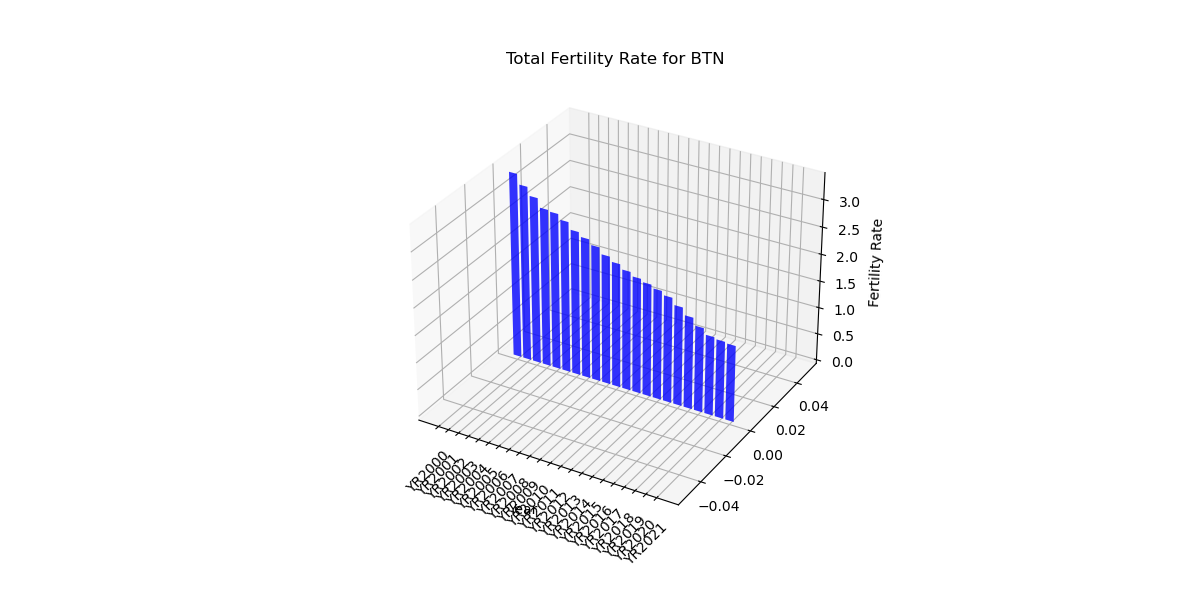 Total Fertility Rate for BTN
3.0
2.5
2.0
1.5
1.0
0.5
0.0
Fertility Rate
0.04
0.02
0.00
−0.02
−0.04
YR2000
YR2001
YR2002
YR2003
YR2004
YR2005
YR2006
YR2007
YR2008
YR2009
YR2010
YR2011
YR2012
YR2013
YR2014
YR2015
YR2016
YR2017
YR2018
YR2019
YR2020
YR2021
Year